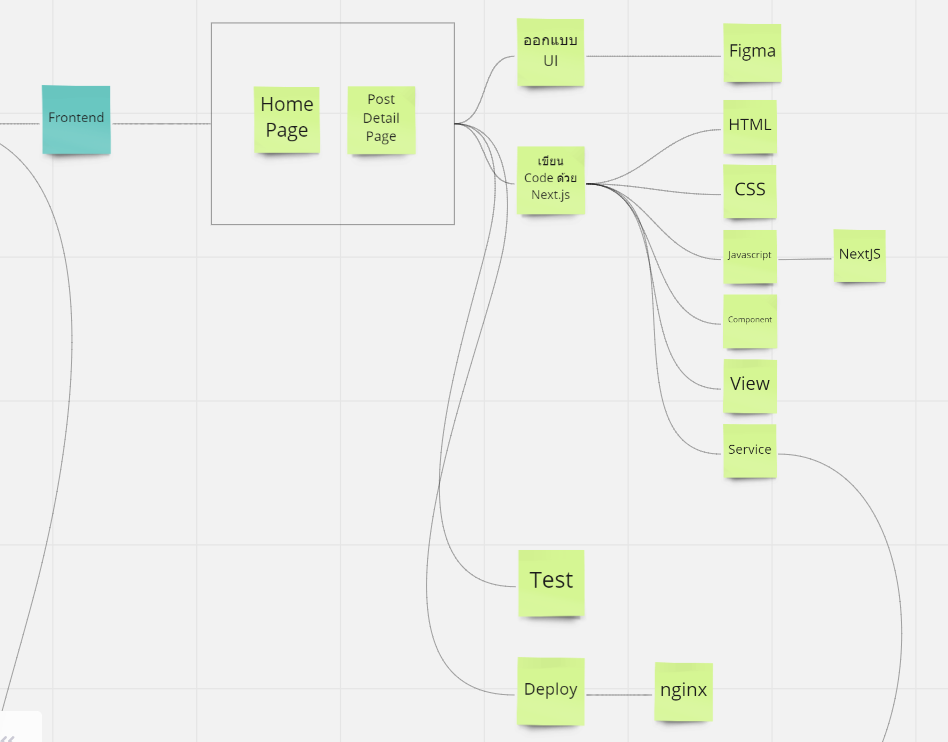 Frontend
Home
Page
Post
Detail
Page
ออกแบบ
UI
Figma
เขียน
Code ด้วย
Next.js
HTML
CSS
Javascript
NextJS
Component
View
Service
Test
Deploy
nginx